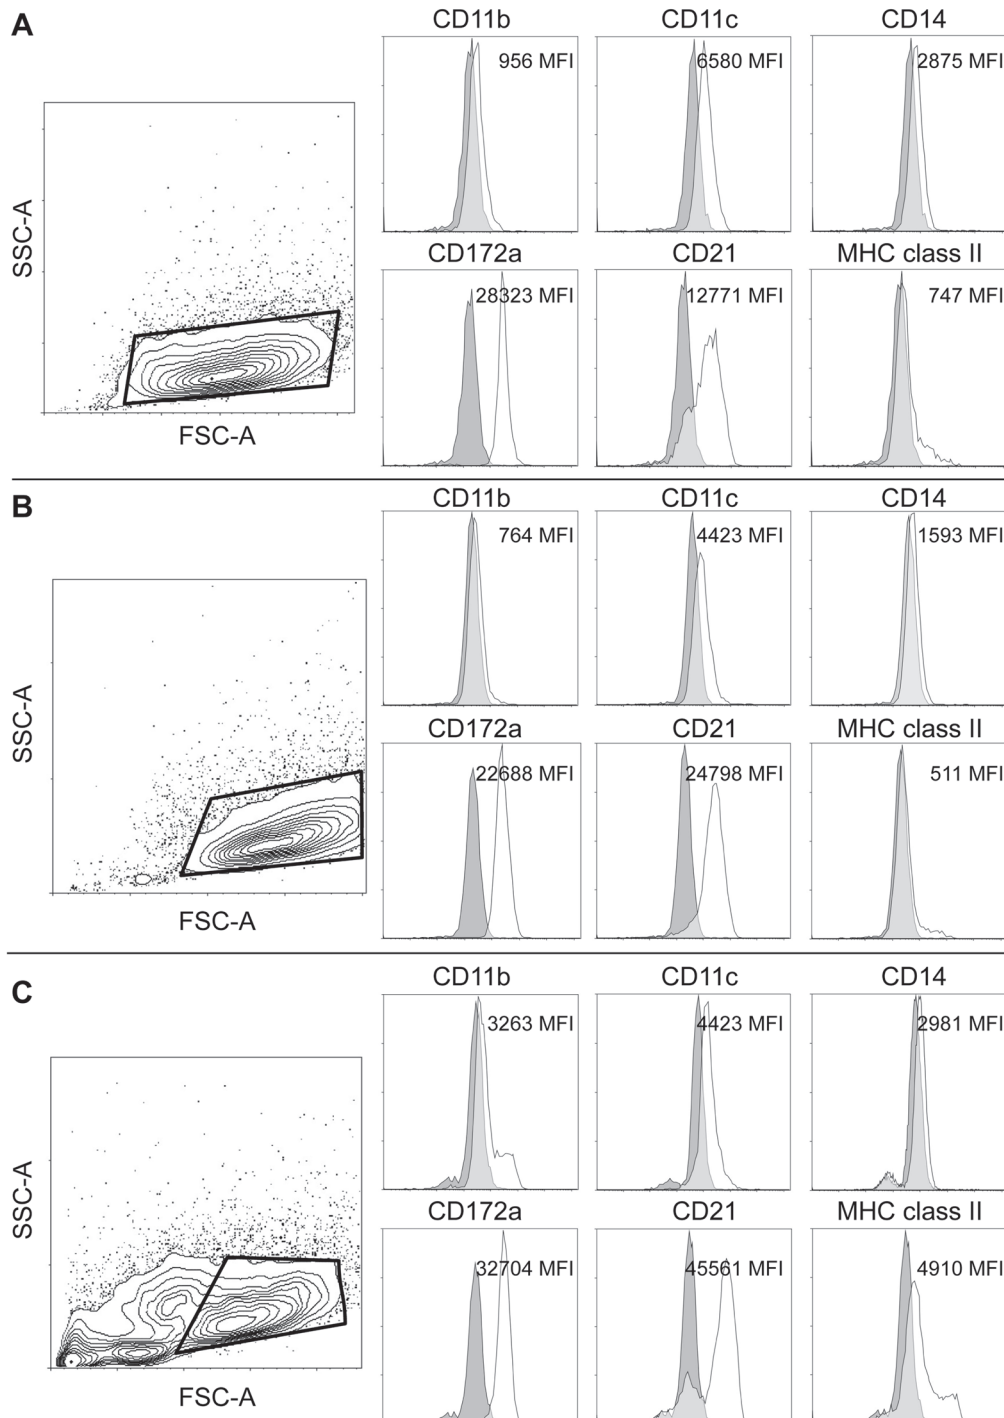 A
CD11b
CD11c
CD14
956 MFI
6580 MFI
2875 MFI
SSC-A
FSC-A
CD172a
CD21
MHC class II
28323 MFI
12771 MFI
747 MFI
B
CD11b
CD11c
CD14
764 MFI
4423 MFI
1593 MFI
SSC-A
FSC-A
CD172a
CD21
MHC class II
22688 MFI
24798 MFI
511 MFI
C
CD11b
CD11c
CD14
3263 MFI
4423 MFI
2981 MFI
SSC-A
FSC-A
CD172a
CD21
MHC class II
32704 MFI
45561 MFI
4910 MFI